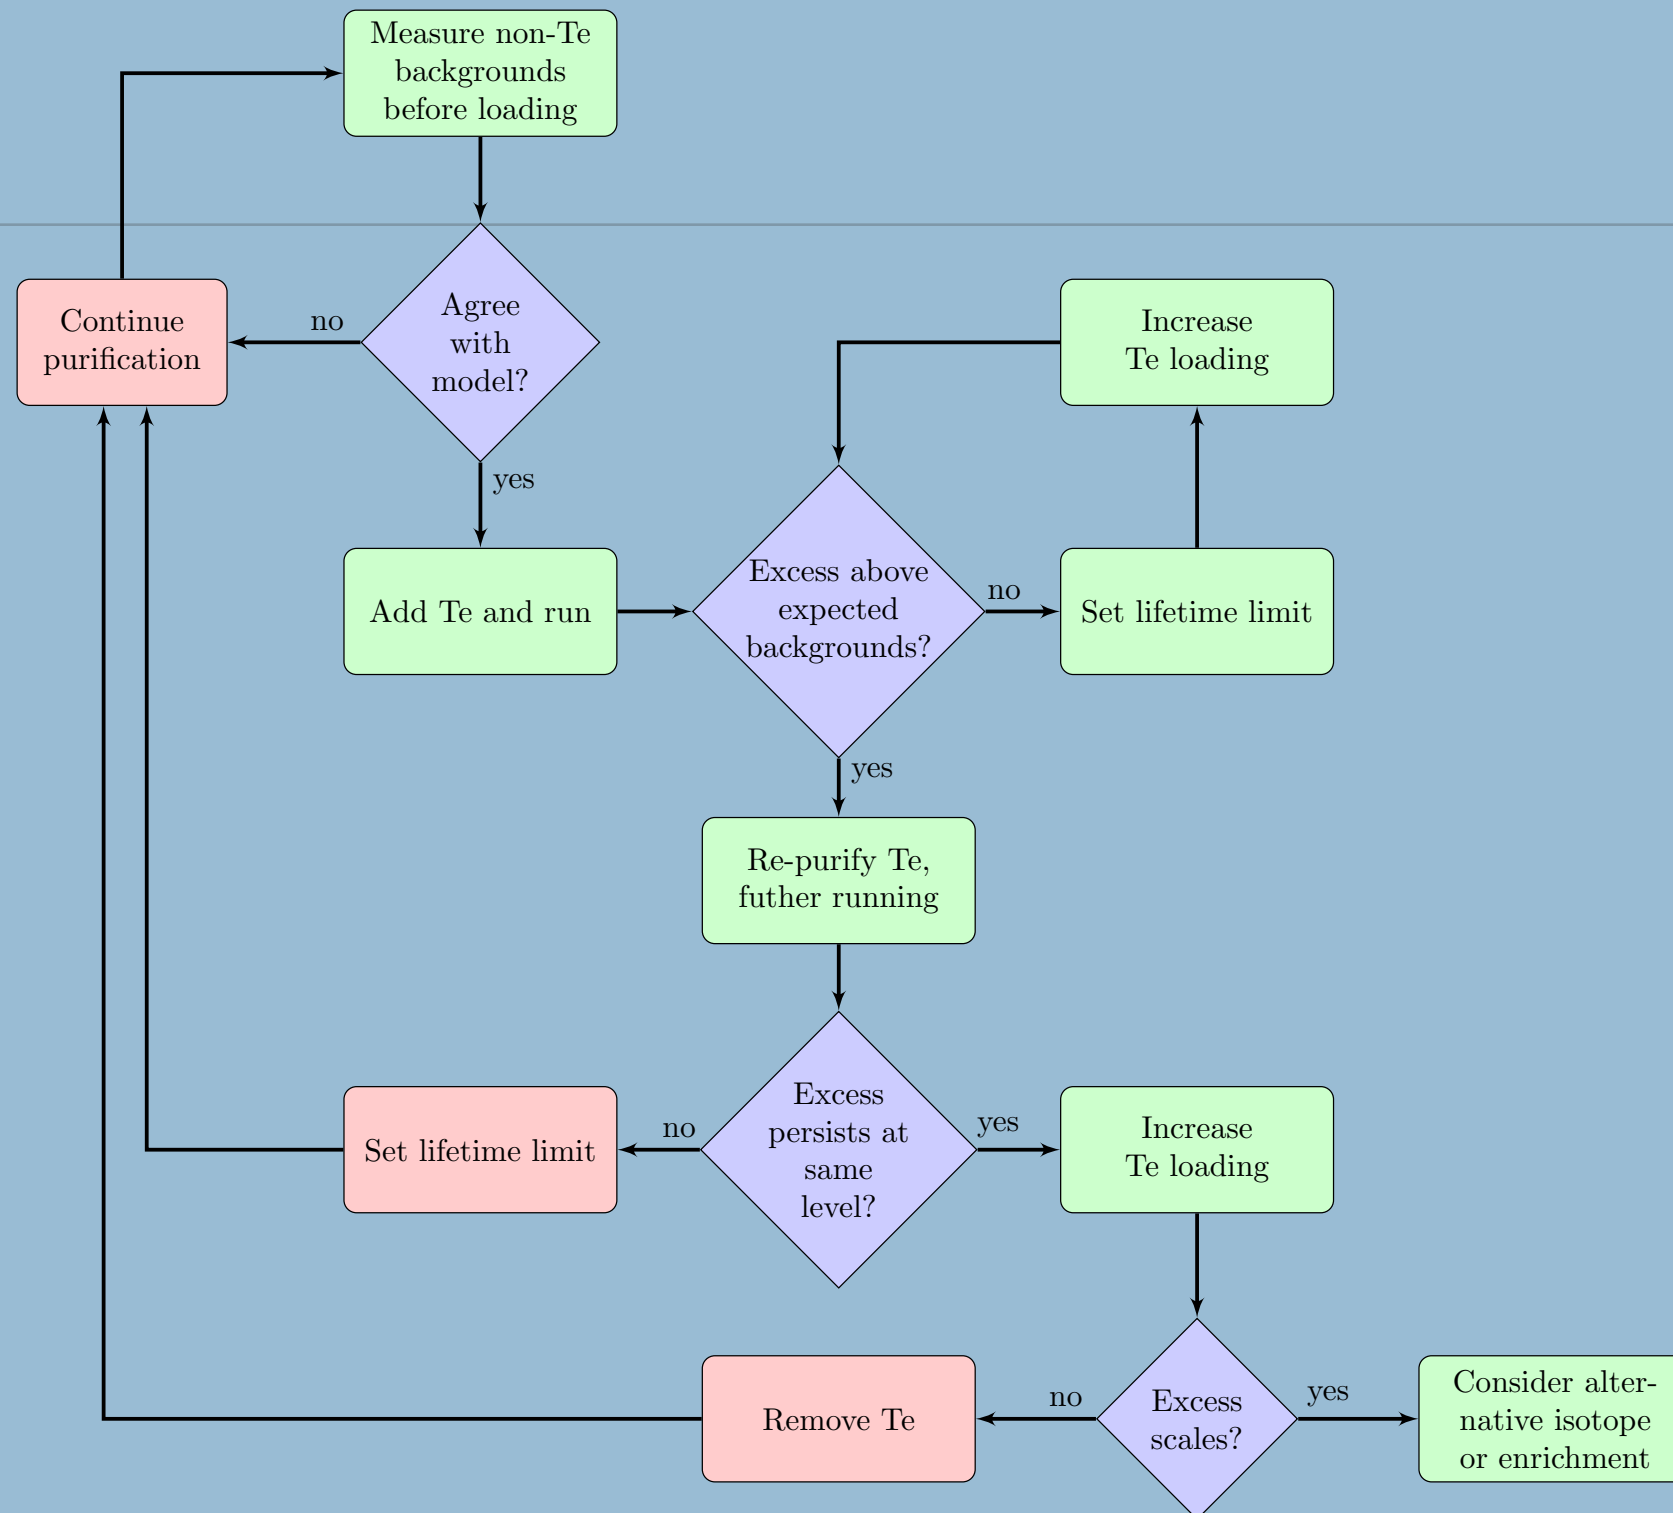 Measure non-Te
backgrounds
before loading
Continue
purification
no
Agree
with
model?
yes
Increase
Te loading
Add Te and run
Excess above
expected
backgrounds?
no
Set lifetime limit
yes
Re-purify Te,
futher running
Set lifetime limit
no
Excess
persists at
same
level?
yes
Increase
Te loading
Remove Te
no
Excess
scales?
yes
Consider alter-
native isotope
or enrichment